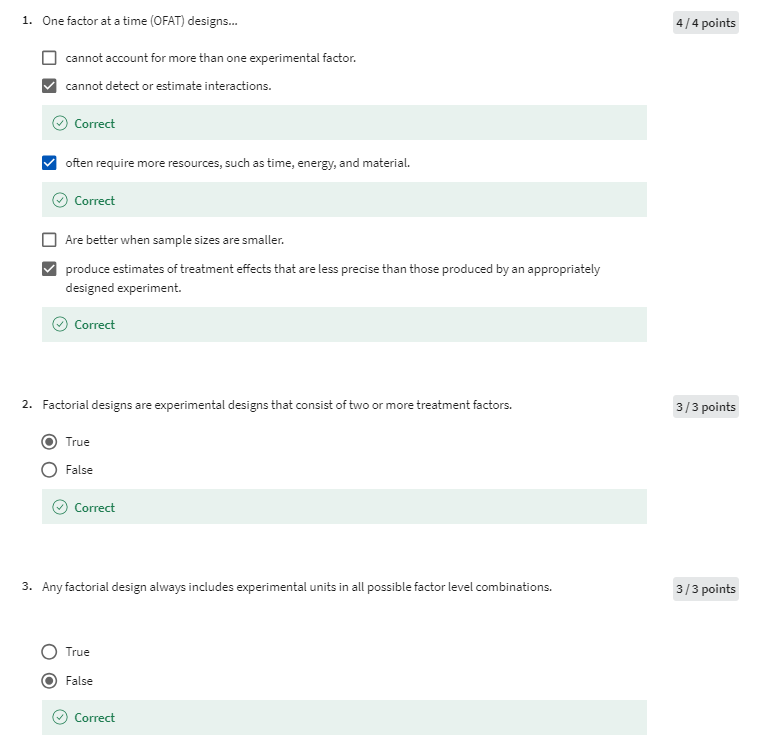 1. One factor at a time (OFAT) designs...
4 / 4 points
cannot account for more than one experimental factor.
cannot detect or estimate interactions.
Correct
often require more resources, such as time, energy, and material.
Correct
Are better when sample sizes are smaller.
produce estimates of treatment effects that are less precise than those produced by an appropriately
designed experiment.
Correct
2. Factorial designs are experimental designs that consist of two or more treatment factors.
3 / 3 points
True
False
Correct
3. Any factorial design always includes experimental units in all possible factor level combinations.
3 / 3 points
True
False
Correct